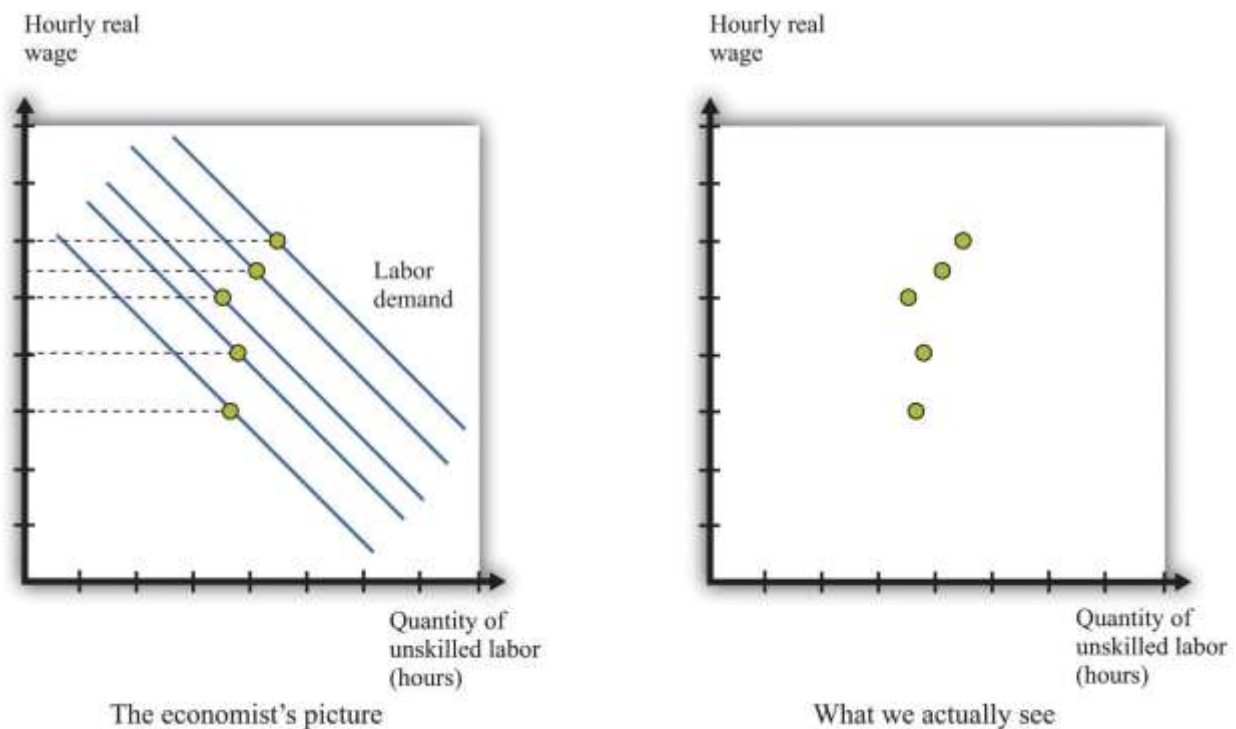 Hourly real
wage
Labor
demand
Quantity of
unskilled labor
(hours)
The economist's picture
Hourly real
wage
Quantity of
unskilled labor
(hours)
What we actually see